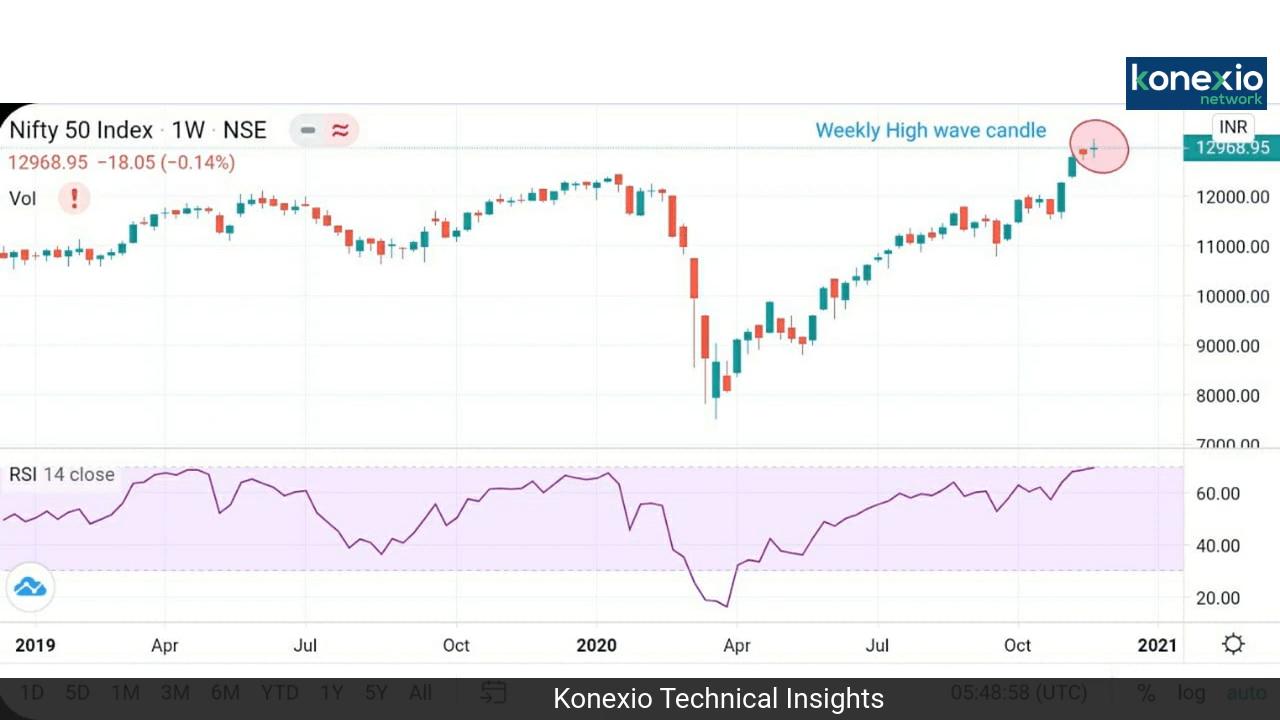 konexio
network
Nifty 50 Index · 1W · NSE
Weekly High wave candle
INR
12968.95 −18.05 (−0.14%)
12968.95
Vol
12000.00
11000.00
10000.00
9000.00
8000.00
7000.00
RSI 14 close
60.00
40.00
20.00
2019 Apr Jul Oct 2020 Apr Jul Oct 2021
1D 5D 1M 3M 6M YTD 1Y 5Y All 05:48:58 (UTC) % log auto
Konexio Technical Insights